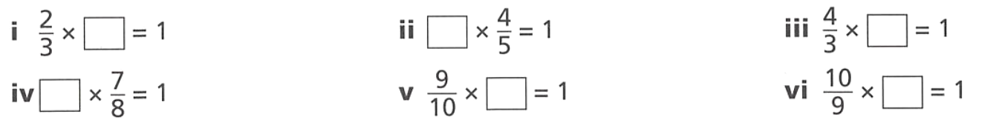 i 2/3 × □ = 1 ii □ × 4/5 = 1 iii 4/3 × □ = 1
iv □ × 7/8 = 1 v 9/10 × □ = 1 vi 10/9 × □ = 1